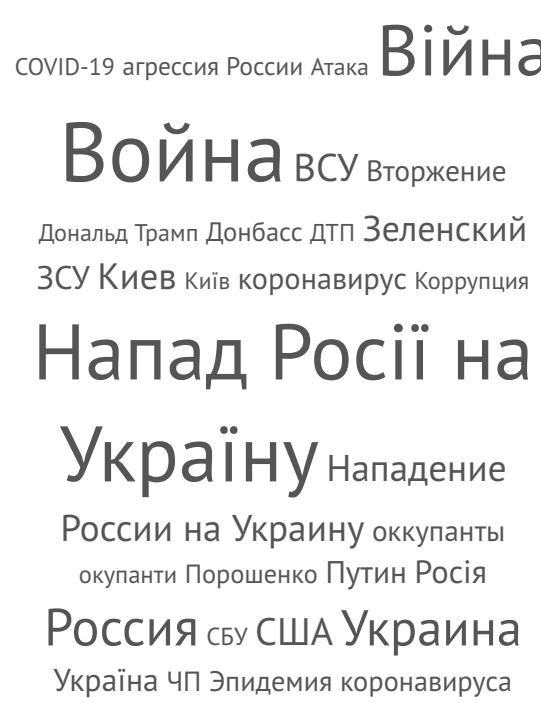 COVID-19 агрессия России Атака Війна
Война ВСУ Вторжение
Дональд Трамп Донбасс ДТП Зеленский
ЗСУ Киев Київ коронавирус Коррупция
Напад Росії на
Україну Нападение
России на Украину оккупанты
окупанти Порошенко Путин Росія
Россия СБУ США Украина
Україна ЧП Эпидемия коронавируса